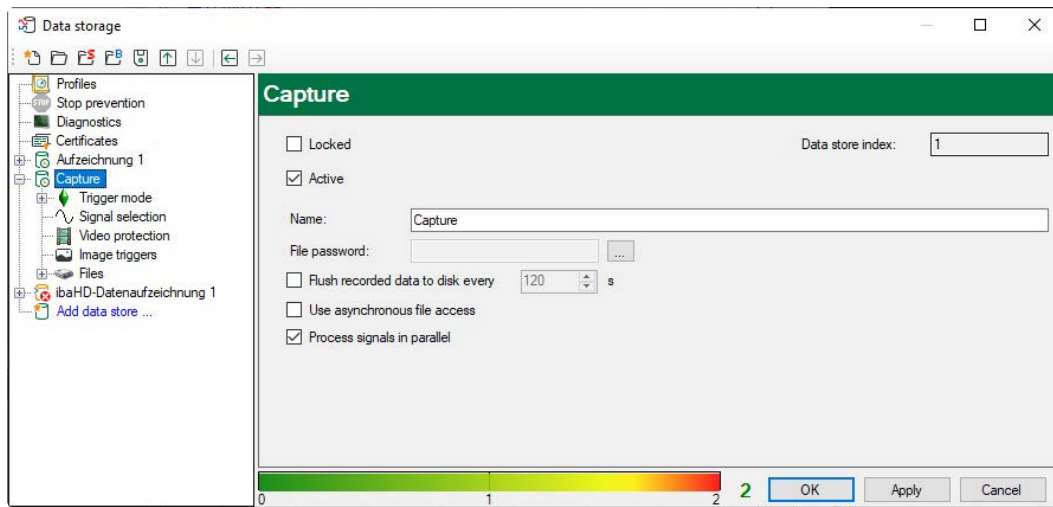 Data storage
Profiles
STOP Stop prevention
Diagnostics
Certificates
Aufzeichnung 1
Capture
Trigger mode
Signal selection
Video protection
Image triggers
Files
ibaHD-Datenaufzeichnung 1
Add data store ...
Capture
Locked
Data store index: 1
Active
Name: Capture
File password: ...
Flush recorded data to disk every 120 s
Use asynchronous file access
Process signals in parallel
0 1 2
2 OK Apply Cancel